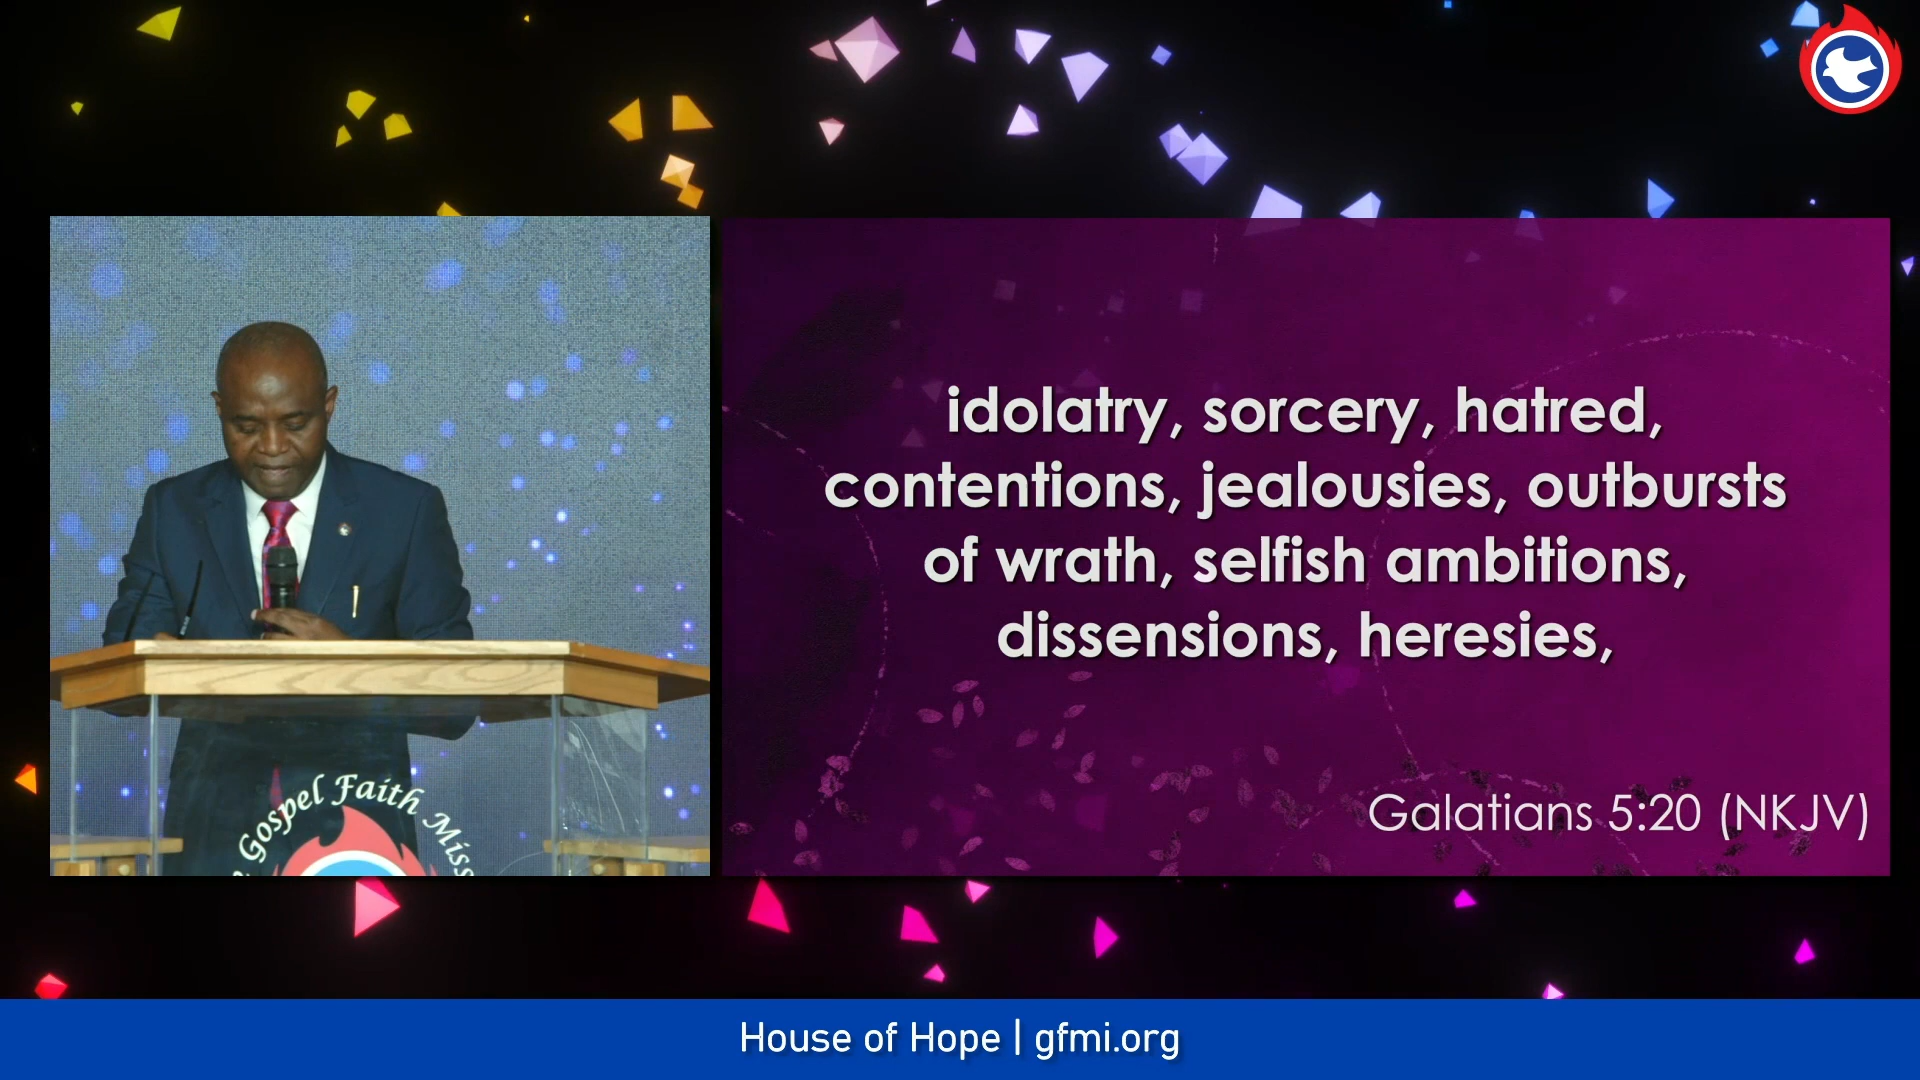 Gospel Faith Miss
idolatry, sorcery, hatred,
contentions, jealousies, outbursts
of wrath, selfish ambitions,
dissensions, heresies,
Galatians 5:20 (NKJV)
House of Hope | gfmi.org